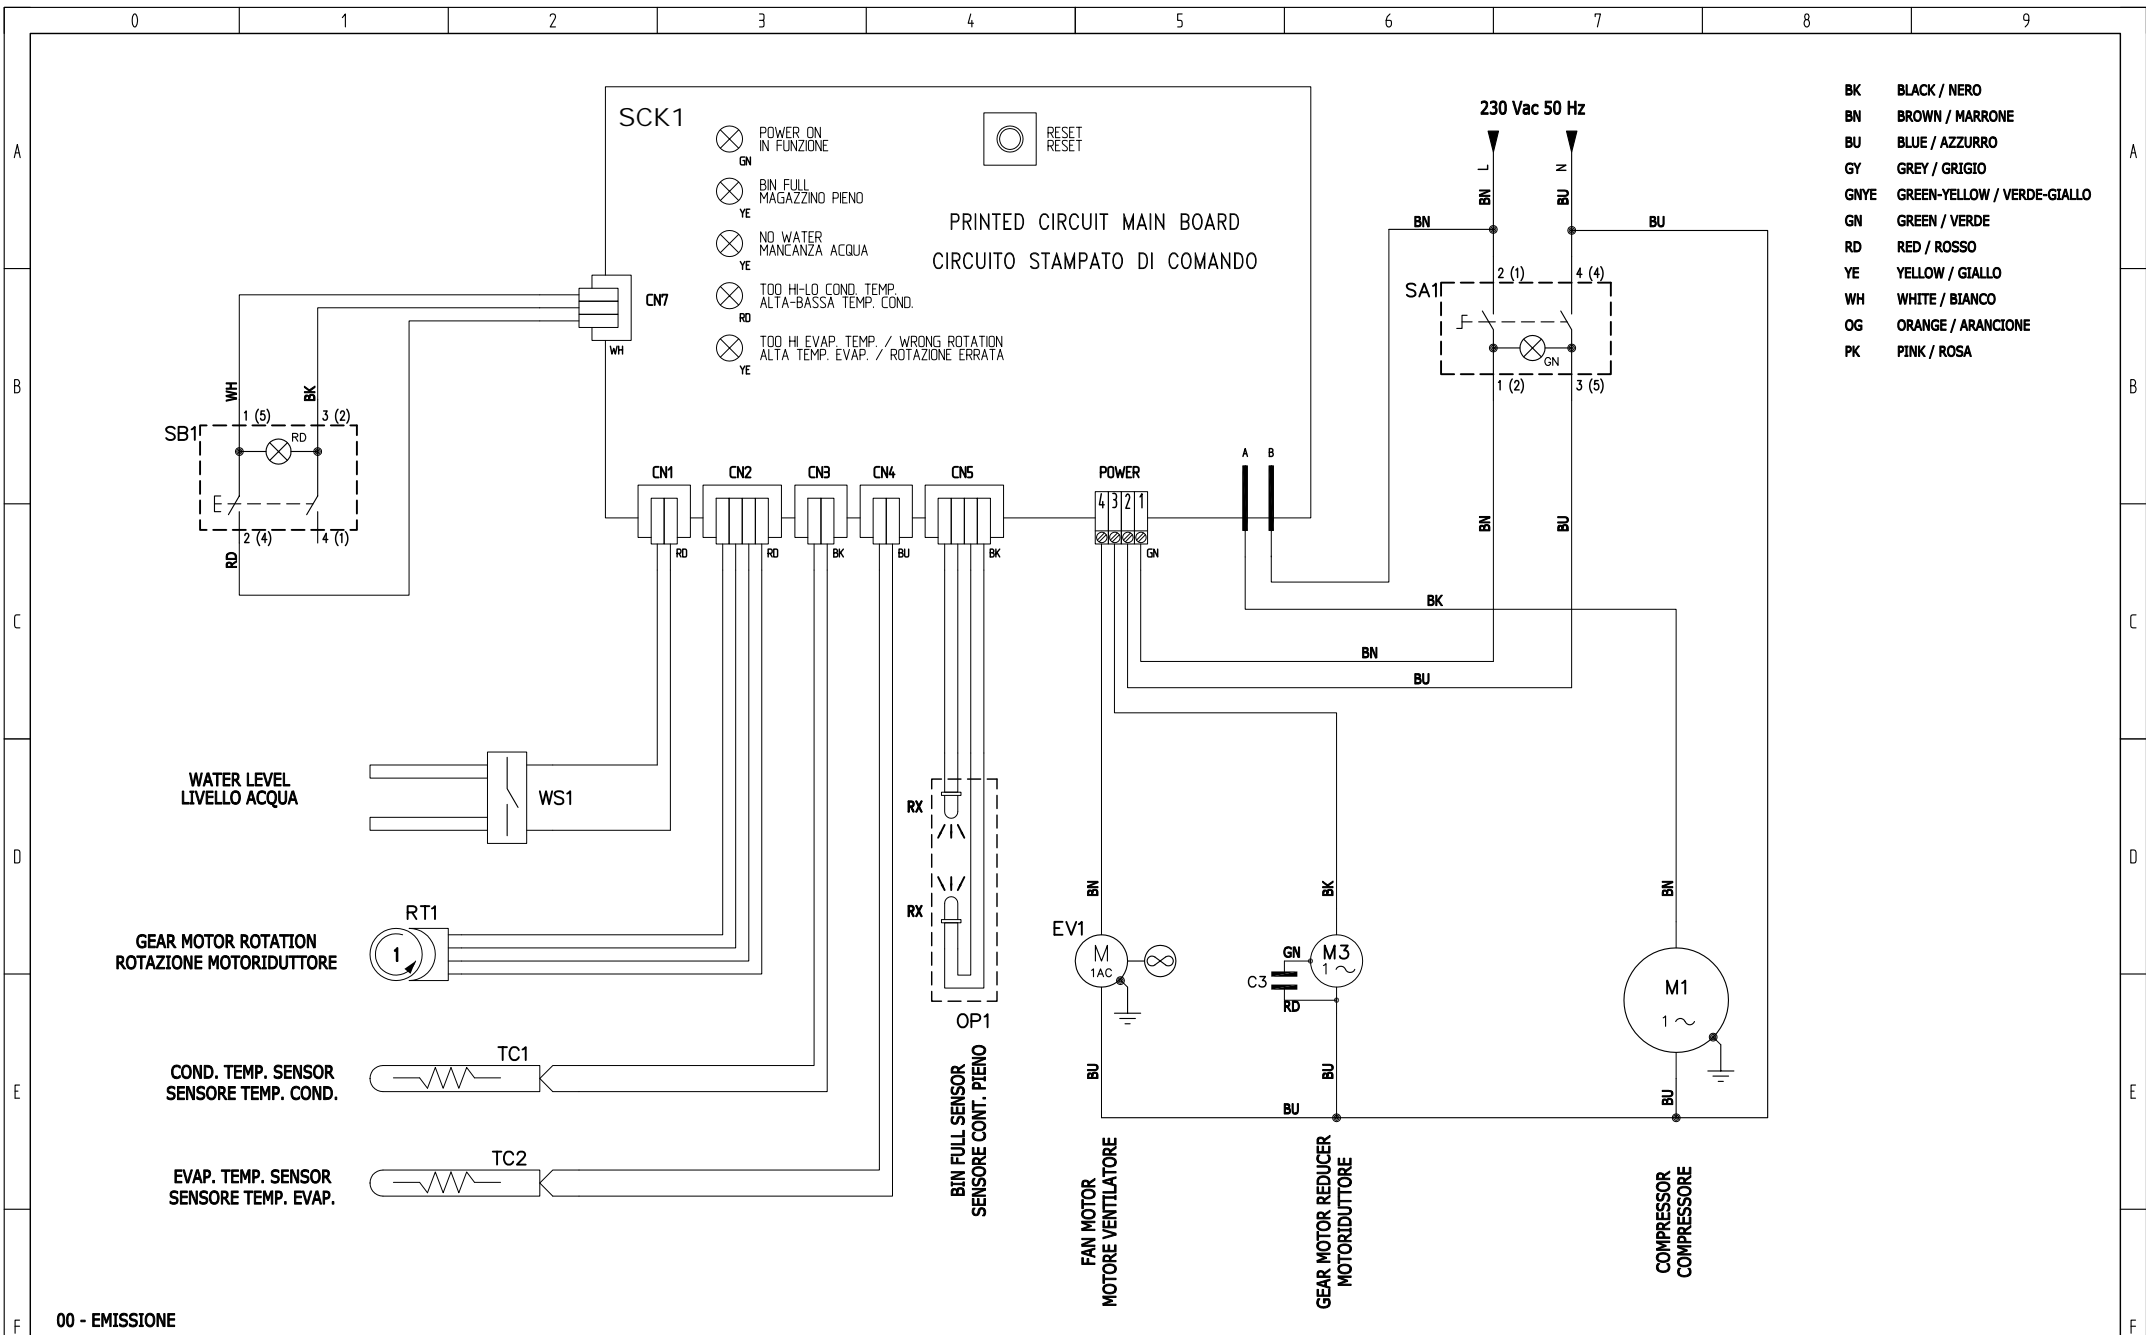 0 1 2 3 4 5 6 7 8 9
A
B
C
D
E
F
A
B
C
D
E
F
SCK1
POWER ON
IN FUNZIONE
GN
BIN FULL
MAGAZZINO PIENO
YE
NO WATER
MANCANZA ACQUA
YE
TOO HI-LO COND. TEMP.
ALTA-BASSA TEMP. COND.
RD
TOO HI EVAP. TEMP. / WRONG ROTATION
ALTA TEMP. EVAP. / ROTAZIONE ERRATA
YE
RESET
RESET
PRINTED CIRCUIT MAIN BOARD
CIRCUITO STAMPATO DI COMANDO
230 Vac 50 Hz
L
N
BN
BU
BN
BU
2 (1)
4 (4)
SA1
GN
1 (2)
3 (5)
BK BLACK / NERO
BN BROWN / MARRONE
BU BLUE / AZZURRO
GY GREY / GRIGIO
GNYE GREEN-YELLOW / VERDE-GIALLO
GN GREEN / VERDE
RD RED / ROSSO
YE YELLOW / GIALLO
WH WHITE / BIANCO
OG ORANGE / ARANCIONE
PK PINK / ROSA
CN7
WH
WH
BK
1 (5)
3 (2)
SB1
RD
2 (4)
4 (1)
RD
CN1
CN2
CN3
CN4
CN5
POWER
A
B
4 3 2 1
RD
RD
BK
BU
BK
GN
BN
BU
BK
BN
BU
WATER LEVEL
LIVELLO ACQUA
WS1
RX
RX
OP1
BIN FULL SENSOR
SENSORE CONT. PIENO
GEAR MOTOR ROTATION
ROTAZIONE MOTORIDUTTORE
RT1
1
COND. TEMP. SENSOR
SENSORE TEMP. COND.
TC1
EVAP. TEMP. SENSOR
SENSORE TEMP. EVAP.
TC2
BN
EV1
M
1AC
BU
FAN MOTOR
MOTORE VENTILATORE
BK
GN
M3
1
C3
RD
BU
BU
GEAR MOTOR REDUCER
MOTORIDUTTORE
BN
M1
1
BU
COMPRESSOR
COMPRESSORE
00 - EMISSIONE